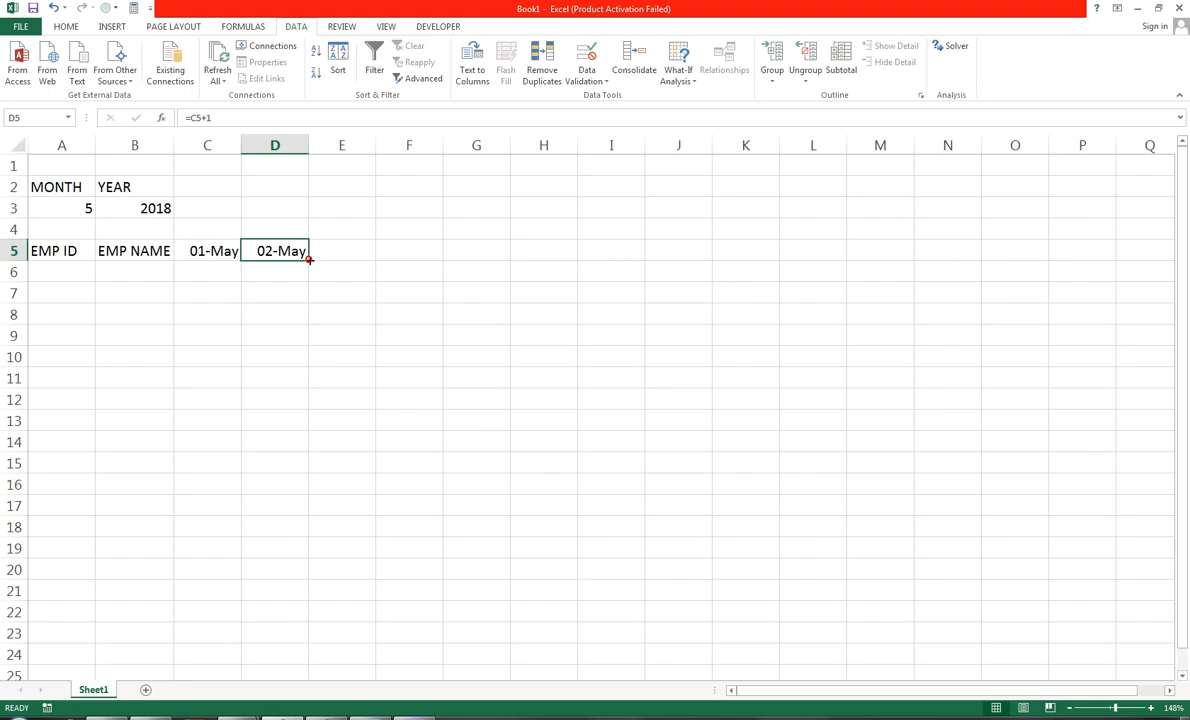 Book1 - Excel (Product Activation Failed)
FILE HOME INSERT PAGE LAYOUT FORMULAS DATA REVIEW VIEW DEVELOPER Sign in
From Access
From Web
From Text
From Other Sources
Existing Connections
Refresh All
Connections
Properties
Edit Links
Sort
Filter
Clear
Reapply
Advanced
Text to Columns
Flash Fill
Remove Duplicates
Data Validation
Consolidate
What-If Analysis
Relationships
Group
Ungroup
Subtotal
Show Detail
Hide Detail
Solver
Get External Data
Connections
Sort & Filter
Data Tools
Outline
Analysis
D5 fx =C5+1
A B C D E F G H I J K L M N O P Q
1
2 MONTH YEAR
3 5 2018
4
5 EMP ID EMP NAME 01-May 02-May
6
7
8
9
10
11
12
13
14
15
16
17
18
19
20
21
22
23
24
25
Sheet1
READY 148%